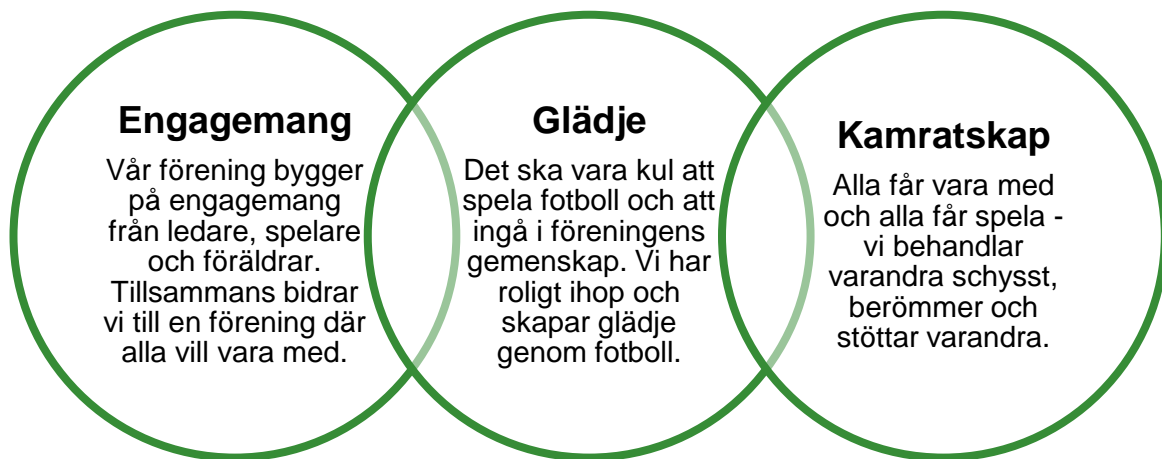 Engagemang
Vår förening bygger
på engagemang
från ledare, spelare
och föräldrar.
Tillsammans bidrar
vi till en förening där
alla vill vara med.
Glädje
Det ska vara kul att
spela fotboll och att
ingå i föreningens
gemenskap. Vi har
roligt ihop och
skapar glädje
genom fotboll.
Kamratskap
Alla får vara med
och alla får spela -
vi behandlar
varandra schysst,
berömmer och
stöttar varandra.